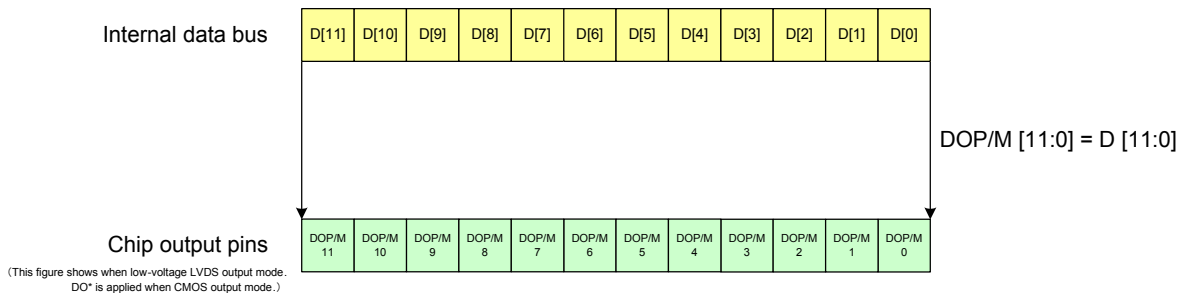 Internal data bus
D[11] D[10] D[9] D[8] D[7] D[6] D[5] D[4] D[3] D[2] D[1] D[0]
DOP/M [11:0] = D [11:0]
Chip output pins
DOP/M DOP/M DOP/M DOP/M DOP/M DOP/M DOP/M DOP/M DOP/M DOP/M DOP/M DOP/M
11 10 9 8 7 6 5 4 3 2 1 0
(This figure shows when low-voltage LVDS output mode.
DO* is applied when CMOS output mode.)